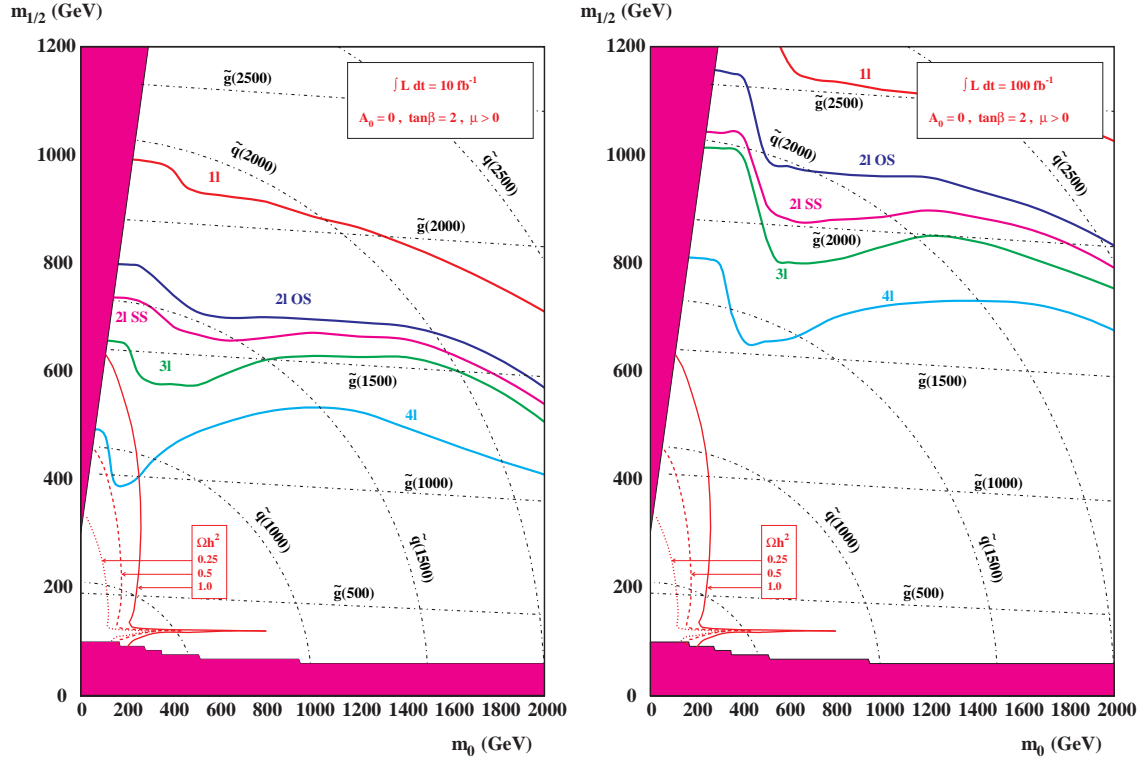 m1/2 (GeV)
1200
1000
800
600
400
200
0
∫ L dt = 10 fb-1
A0 = 0 , tanβ = 2 , μ > 0
g̃(2500)
q̃(2000)
q̃(2500)
1l
g̃(2000)
2l OS
2l SS
3l
g̃(1500)
4l
g̃(1000)
q̃(1000)
q̃(1500)
Ωh2
0.25
0.5
1.0
g̃(500)
0 200 400 600 800 1000 1200 1400 1600 1800 2000
m0 (GeV)
m1/2 (GeV)
1200
1000
800
600
400
200
0
1l
∫ L dt = 100 fb-1
A0 = 0 , tanβ = 2 , μ > 0
g̃(2500)
q̃(2000)
q̃(2500)
2l OS
2l SS
g̃(2000)
3l
4l
g̃(1500)
g̃(1000)
q̃(1000)
q̃(1500)
Ωh2
0.25
0.5
1.0
g̃(500)
0 200 400 600 800 1000 1200 1400 1600 1800 2000
m0 (GeV)